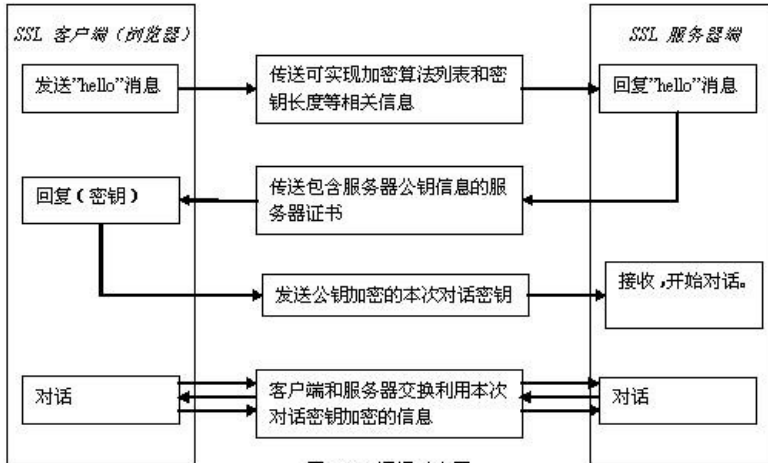 SSL 客户端（浏览器）
SSL 服务器端
发送"hello"消息
传送可实现加密算法列表和密
钥长度等相关信息
回复"hello"消息
回复（密钥）
传送包含服务器公钥信息的服
务器证书
发送公钥加密的本次对话密钥
接收,开始对话。
对话
客户端和服务器交换利用本次
对话密钥加密的信息
对话